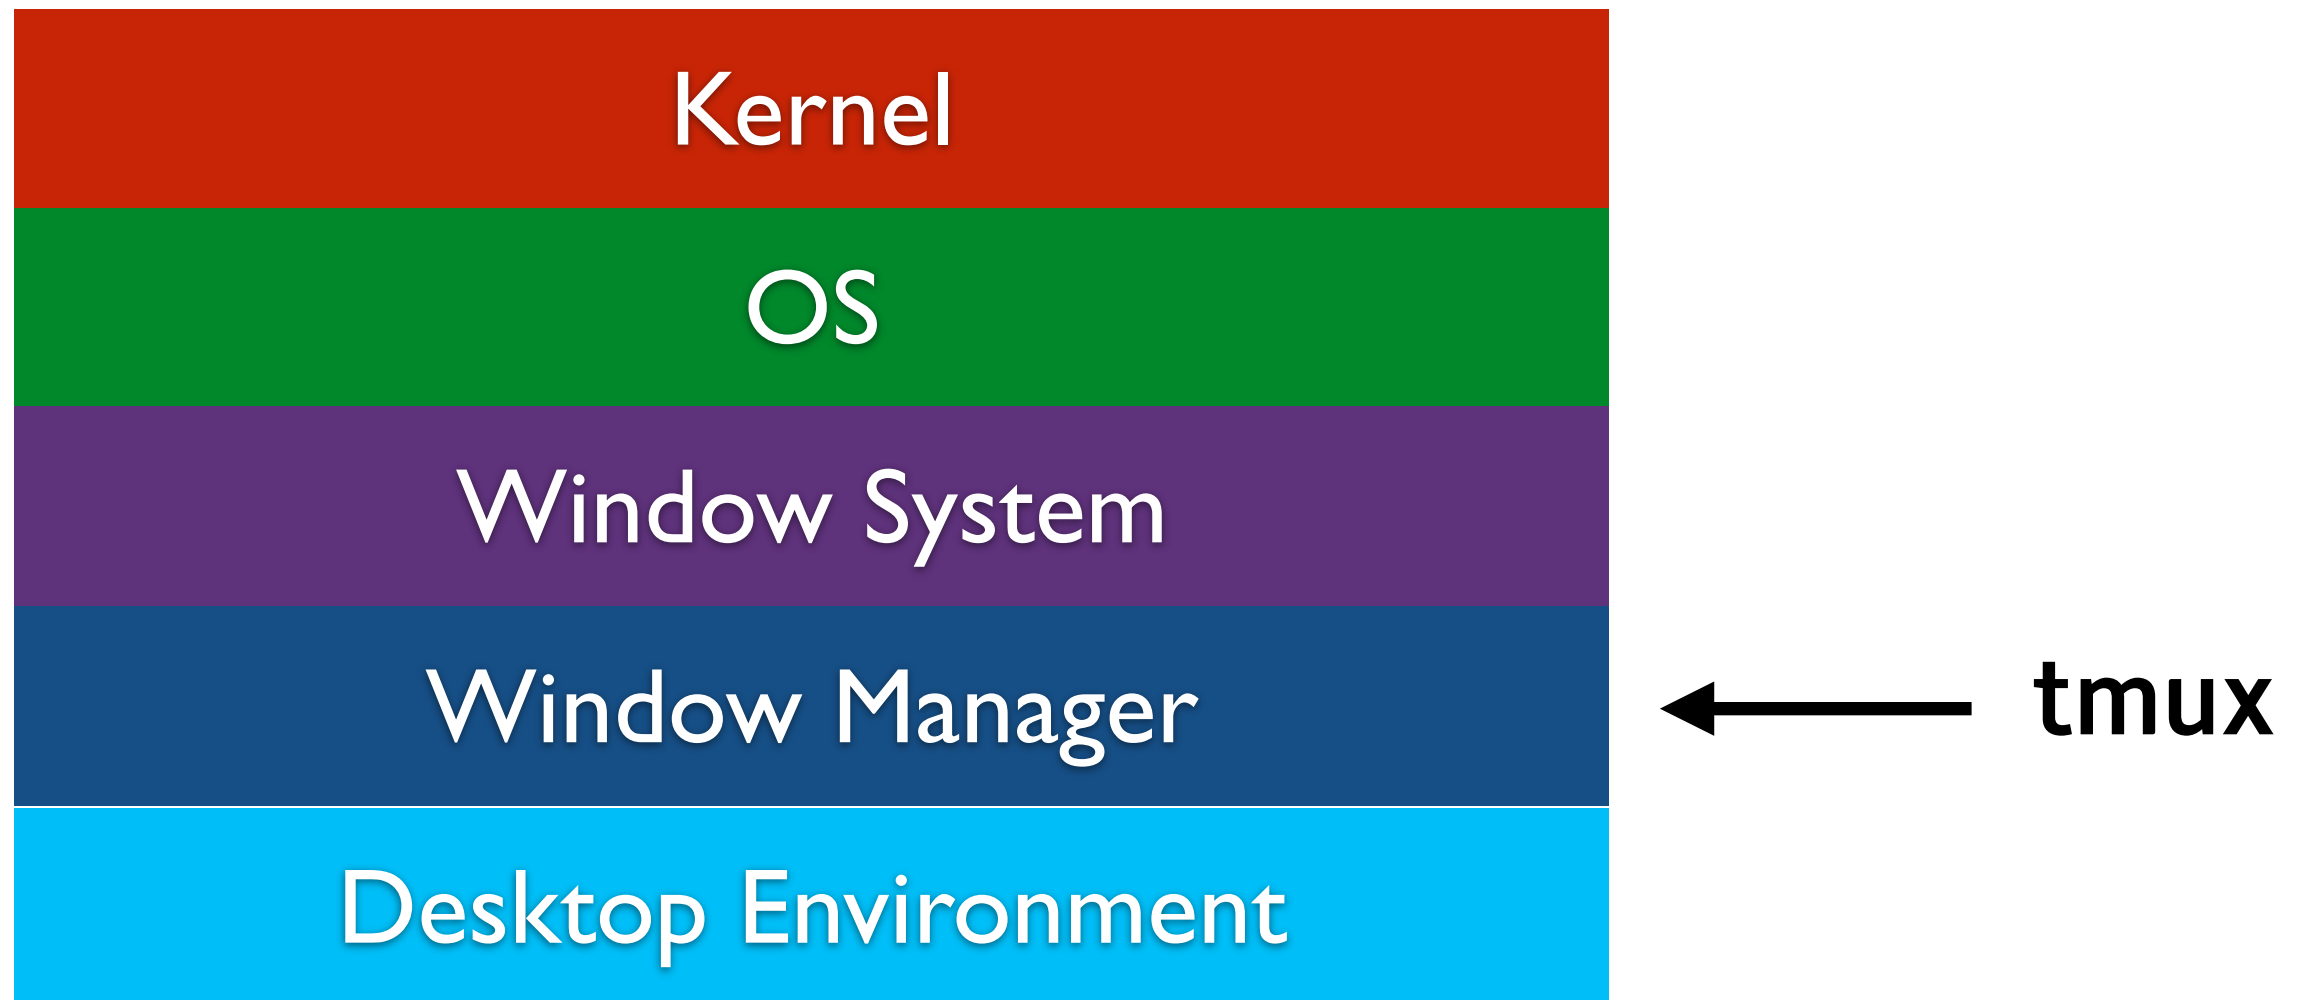 Kernel
OS
Window System
Window Manager
tmux
Desktop Environment